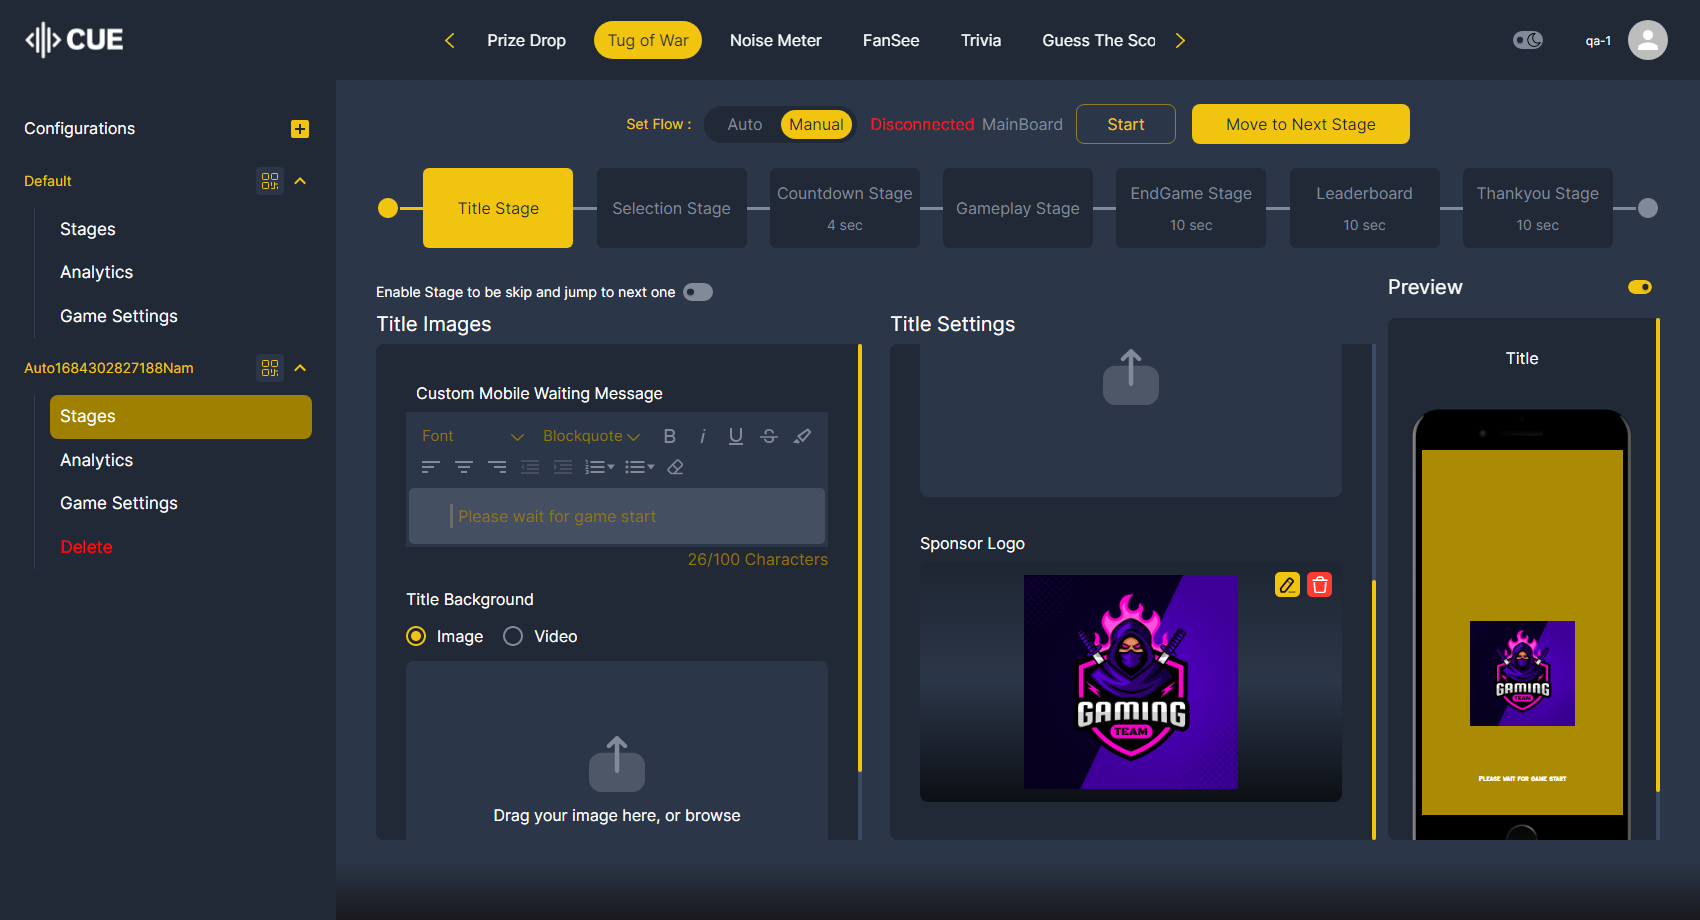 CUE
Prize Drop
Tug of War
Noise Meter
FanSee
Trivia
Guess The Sco
qa-1
Configurations
Default
Stages
Analytics
Game Settings
Auto1684302827188Nam
Stages
Analytics
Game Settings
Delete
Set Flow :
Auto
Manual
Disconnected MainBoard
Start
Move to Next Stage
Title Stage
Selection Stage
Countdown Stage
4 sec
Gameplay Stage
EndGame Stage
10 sec
Leaderboard
10 sec
Thankyou Stage
10 sec
Enable Stage to be skip and jump to next one
Title Images
Custom Mobile Waiting Message
Font
Blockquote
B
i
U
S
Please wait for game start
26/100 Characters
Title Background
Image
Video
Drag your image here, or browse
Title Settings
Sponsor Logo
GAMING
TEAM
Preview
Title
GAMING
TEAM
Please wait for game start